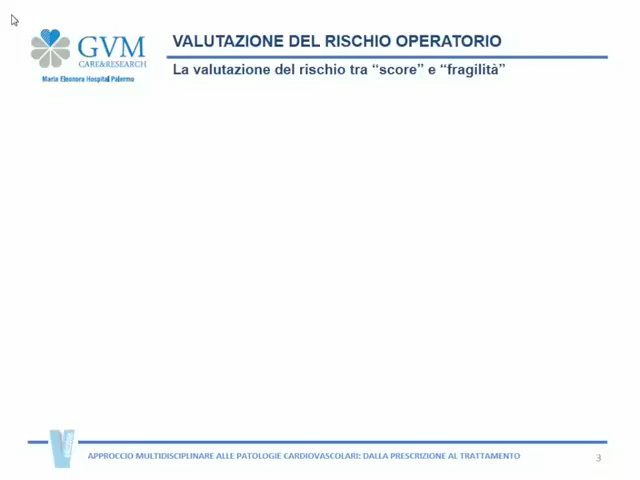 GVM
CARE&RESEARCH
Maria Eleonora Hospital Palermo
VALUTAZIONE DEL RISCHIO OPERATORIO
La valutazione del rischio tra “score” e “fragilità”
APPROCCIO MULTIDISCIPLINARE ALLE PATOLOGIE CARDIOVASCOLARI: DALLA PRESCRIZIONE AL TRATTAMENTO
3